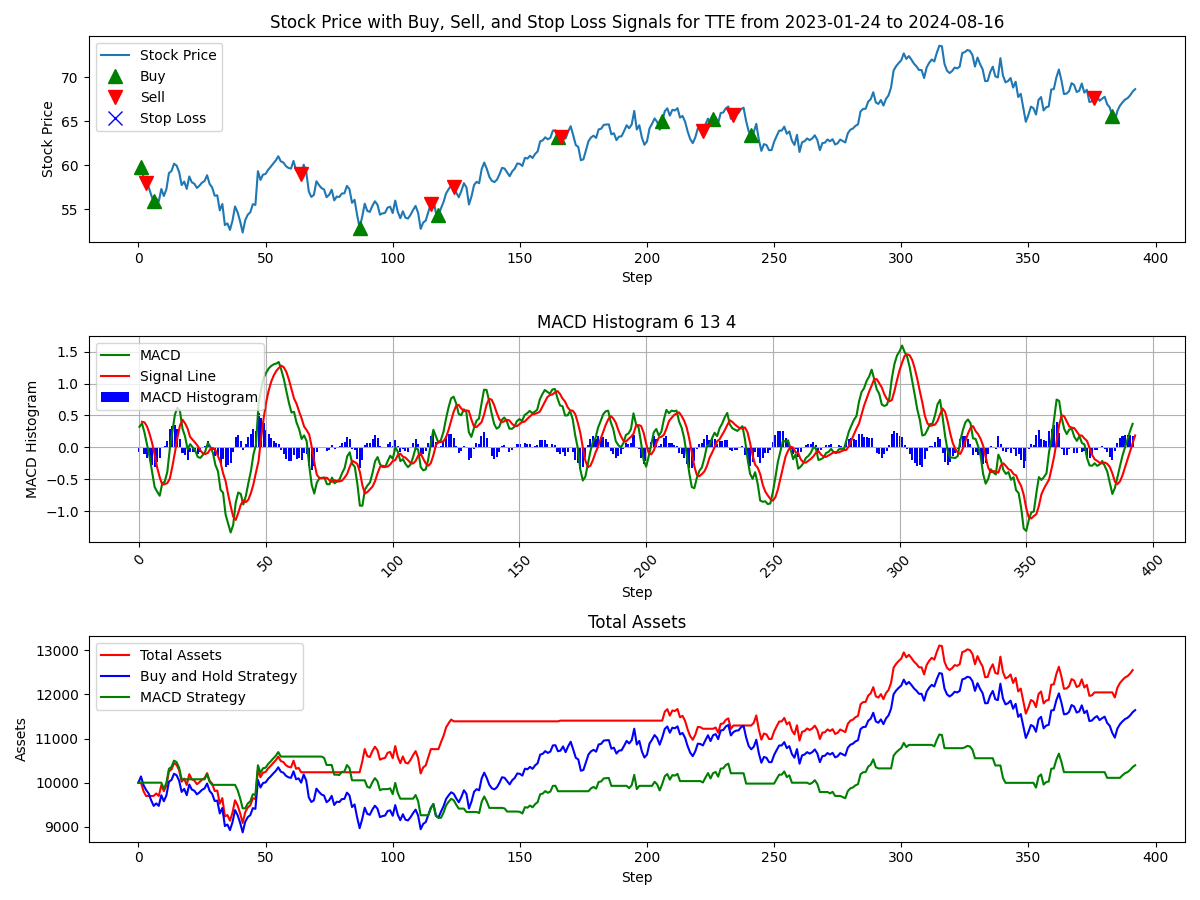 Stock Price with Buy, Sell, and Stop Loss Signals for TTE from 2023-01-24 to 2024-08-16
Stock Price
Buy
Sell
Stop Loss
Stock Price
70
65
60
55
0 50 100 150 200 250 300 350 400
Step
MACD Histogram 6 13 4
MACD
Signal Line
MACD Histogram
MACD Histogram
1.5
1.0
0.5
0.0
−0.5
−1.0
0 50 100 150 200 250 300 350 400
Step
Total Assets
Total Assets
Buy and Hold Strategy
MACD Strategy
Assets
13000
12000
11000
10000
9000
0 50 100 150 200 250 300 350 400
Step